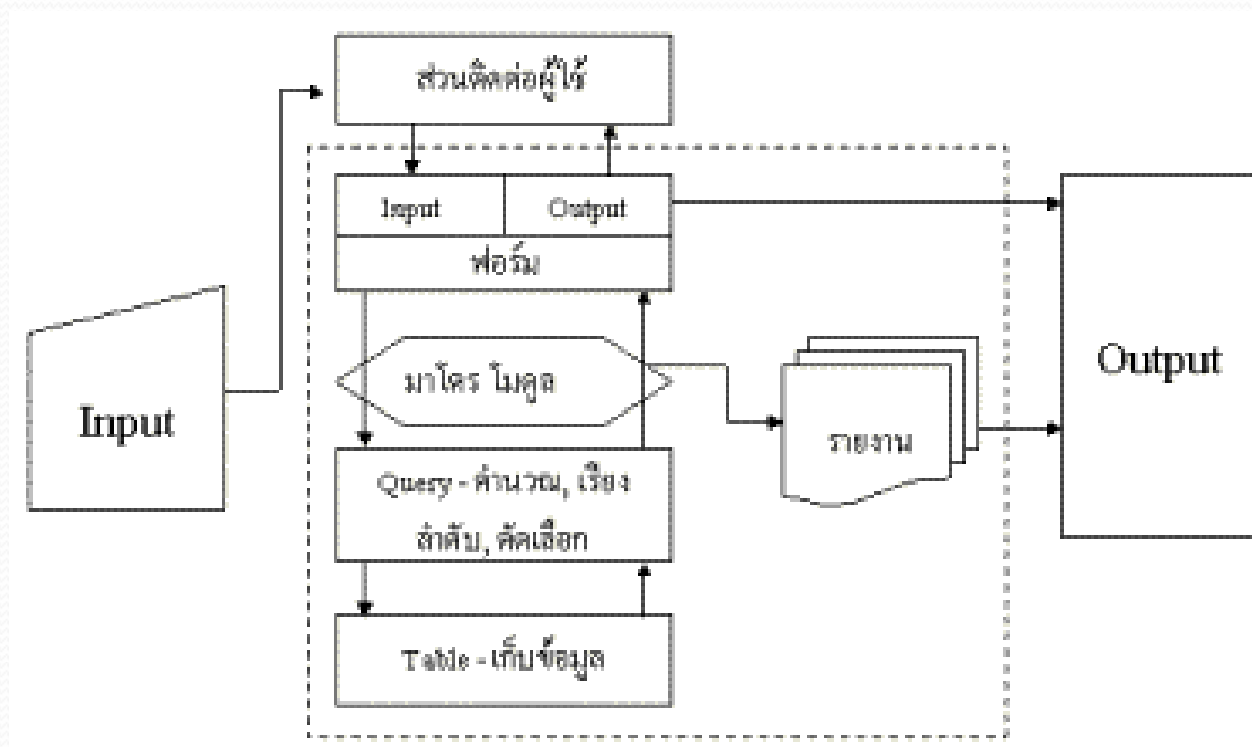 ส่วนติดต่อผู้ใช้
Input
Output
ฟอร์ม
มาโคร โมดูล
Query - คำนวณ, เรียง
ลำดับ, คัดเลือก
Table - เก็บข้อมูล
Input
รายงาน
Output